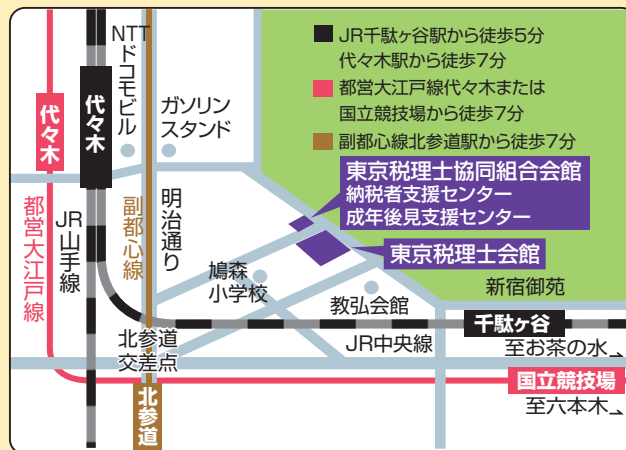 JR千駄ヶ谷駅から徒歩5分
代々木駅から徒歩7分
都営大江戸線代々木または
国立競技場から徒歩7分
副都心線北参道駅から徒歩7分
NTT
ドコモビル
ガソリン
スタンド
代々木
代々木
東京税理士協同組合会館
納税者支援センター
成年後見支援センター
東京税理士会館
都営大江戸線
JR山手線
副都心線
明治通り
鳩森
小学校
教弘会館
新宿御苑
北参道
交差点
JR中央線
千駄ヶ谷
至お茶の水→
国立競技場
北参道
至六本木→